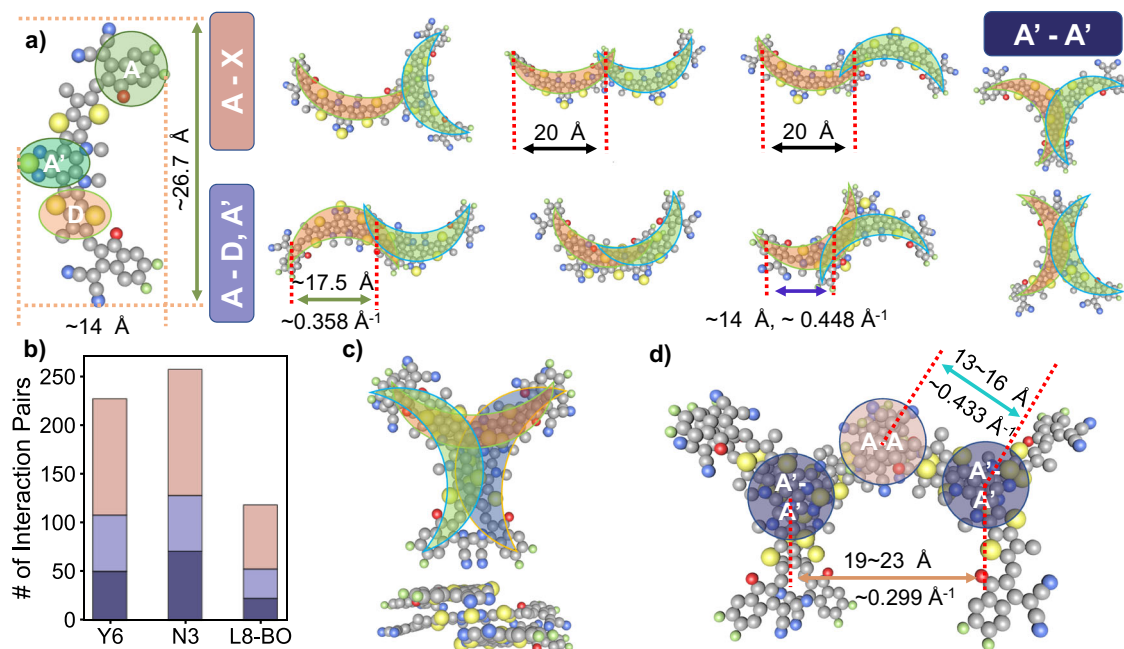 a)
A
A'
D
~26.7 Å
~14 Å
A - X
A - D, A'
20 Å
20 Å
A' - A'
~17.5 Å
~0.358 Å-1
~14 Å, ~ 0.448 Å-1
b)
# of Interaction Pairs
250
200
150
100
50
0
Y6
N3
L8-BO
c)
d)
13~16 Å
~0.433 Å-1
A-A
A'-
A'
A'-
A'
19~23 Å
~0.299 Å-1